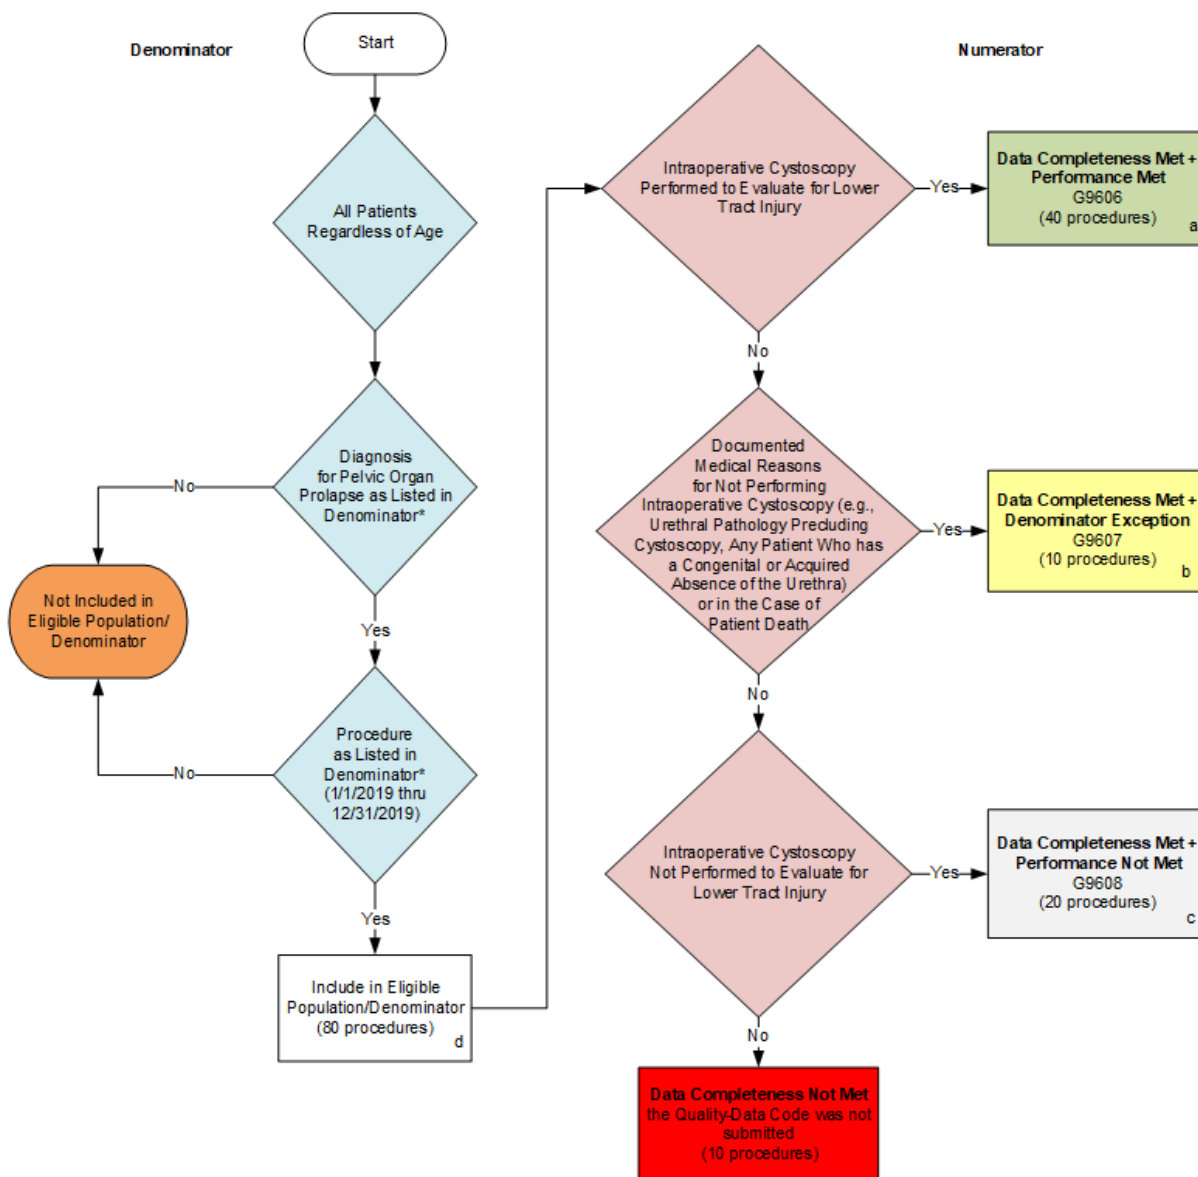 Denominator
Start
Numerator
All Patients
Regardless of Age
Diagnosis
for Pelvic Organ
Prolapse as Listed in
Denominator*
No
Not Included in
Eligible Population/
Denominator
Yes
Procedure
as Listed in
Denominator*
(1/1/2019 thru
12/31/2019)
No
Yes
Include in Eligible
Population/Denominator
(80 procedures)
d
Intraoperative Cystoscopy
Performed to Evaluate for Lower
Tract Injury
Yes
Data Completeness Met +
Performance Met
G9606
(40 procedures)
a
No
Documented
Medical Reasons
for Not Performing
Intraoperative Cystoscopy (e.g.,
Urethral Pathology Precluding
Cystoscopy, Any Patient Who has
a Congenital or Acquired
Absence of the Urethra)
or in the Case of
Patient Death
Yes
Data Completeness Met +
Denominator Exception
G9607
(10 procedures)
b
No
Intraoperative Cystoscopy
Not Performed to Evaluate for
Lower Tract Injury
Yes
Data Completeness Met +
Performance Not Met
G9608
(20 procedures)
c
No
Data Completeness Not Met
the Quality-Data Code was not
submitted
(10 procedures)